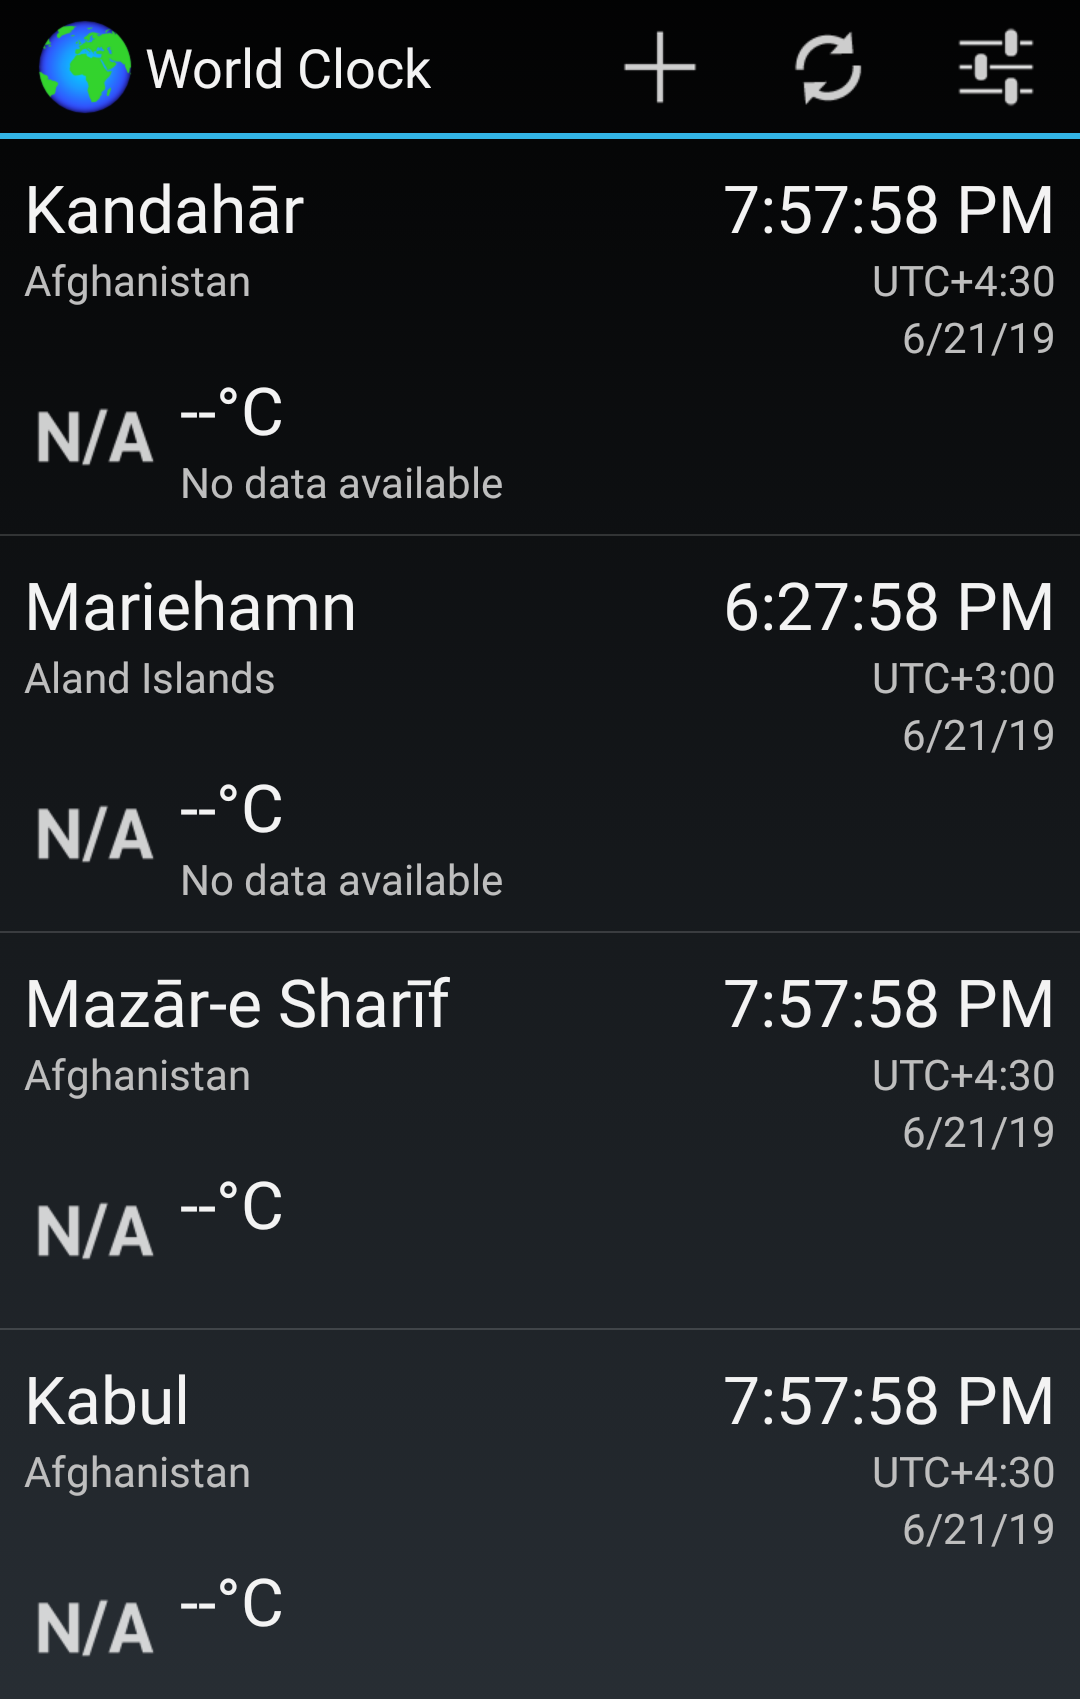 World Clock
Kandahār 7:57:58 PM
Afghanistan UTC+4:30
6/21/19
--°C
N/A
No data available
Mariehamn 6:27:58 PM
Aland Islands UTC+3:00
6/21/19
--°C
N/A
No data available
Mazār-e Sharīf 7:57:58 PM
Afghanistan UTC+4:30
6/21/19
--°C
N/A
Kabul 7:57:58 PM
Afghanistan UTC+4:30
6/21/19
--°C
N/A